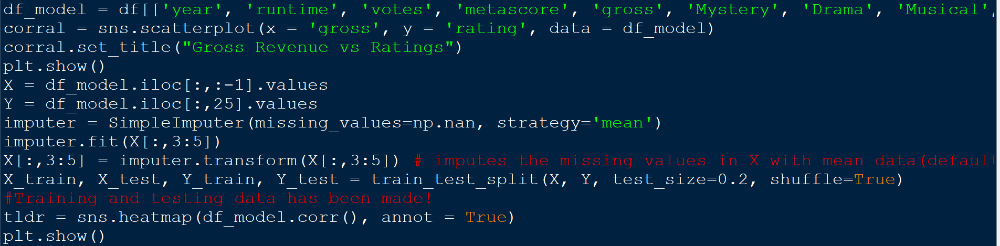 df_model = df[['year', 'runtime', 'votes', 'metascore', 'gross', 'Mystery', 'Drama', 'Musical',
corral = sns.scatterplot(x = 'gross', y = 'rating', data = df_model)
corral.set_title("Gross Revenue vs Ratings")
plt.show()
X = df_model.iloc[:,:-1].values
Y = df_model.iloc[:,25].values
imputer = SimpleImputer(missing_values=np.nan, strategy='mean')
imputer.fit(X[:,3:5])
X[:,3:5] = imputer.transform(X[:,3:5]) # imputes the missing values in X with mean data(default
X_train, X_test, Y_train, Y_test = train_test_split(X, Y, test_size=0.2, shuffle=True)
#Training and testing data has been made!
tldr = sns.heatmap(df_model.corr(), annot = True)
plt.show()